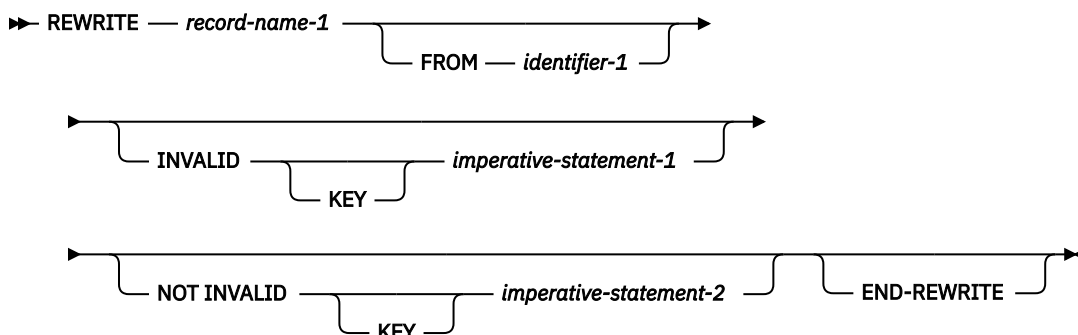 REWRITE record-name-1
FROM identifier-1
INVALID imperative-statement-1
KEY
NOT INVALID imperative-statement-2 END-REWRITE
KEY